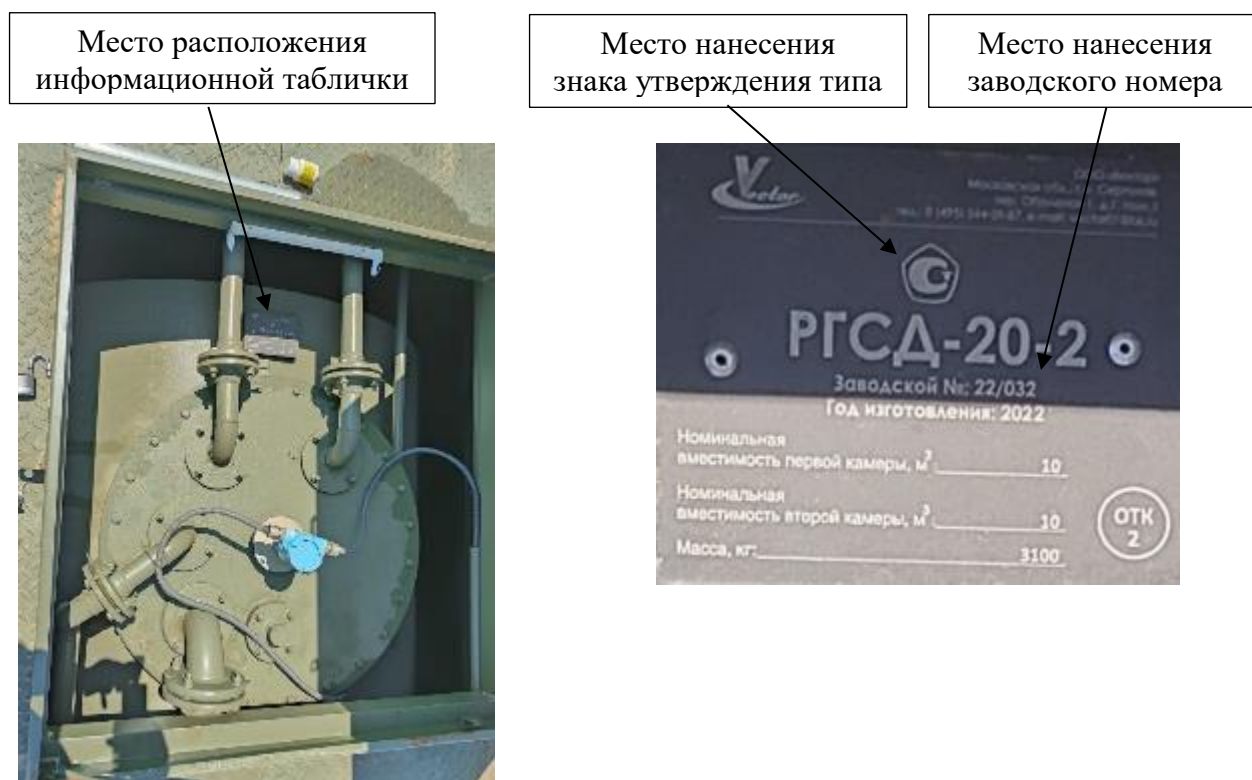 Место расположения
информационной таблички
Место нанесения
знака утверждения типа
Место нанесения
заводского номера
Vector
РГСД-20-2
Заводской №: 22/032
Год изготовления: 2022
Номинальная
вместимость первой камеры, м³ 10
Номинальная
вместимость второй камеры, м³ 10
Масса, кг: 3100
ОТК
2